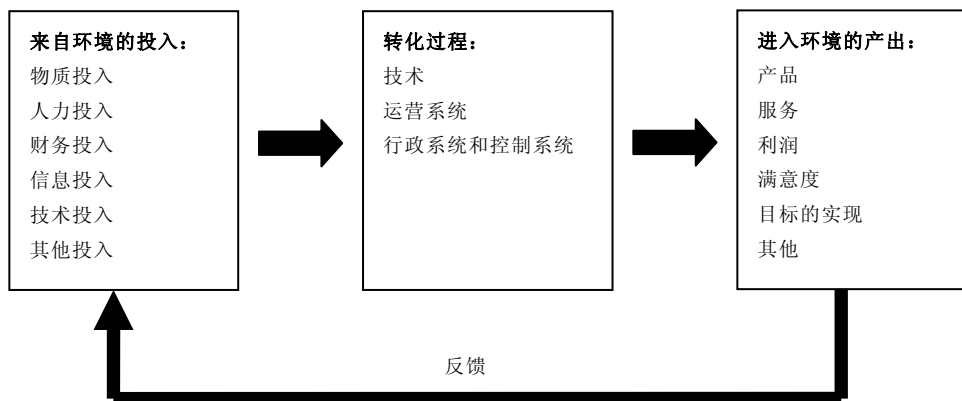 来自环境的投入：
物质投入
人力投入
财务投入
信息投入
技术投入
其他投入
转化过程：
技术
运营系统
行政系统和控制系统
进入环境的产出：
产品
服务
利润
满意度
目标的实现
其他
反馈